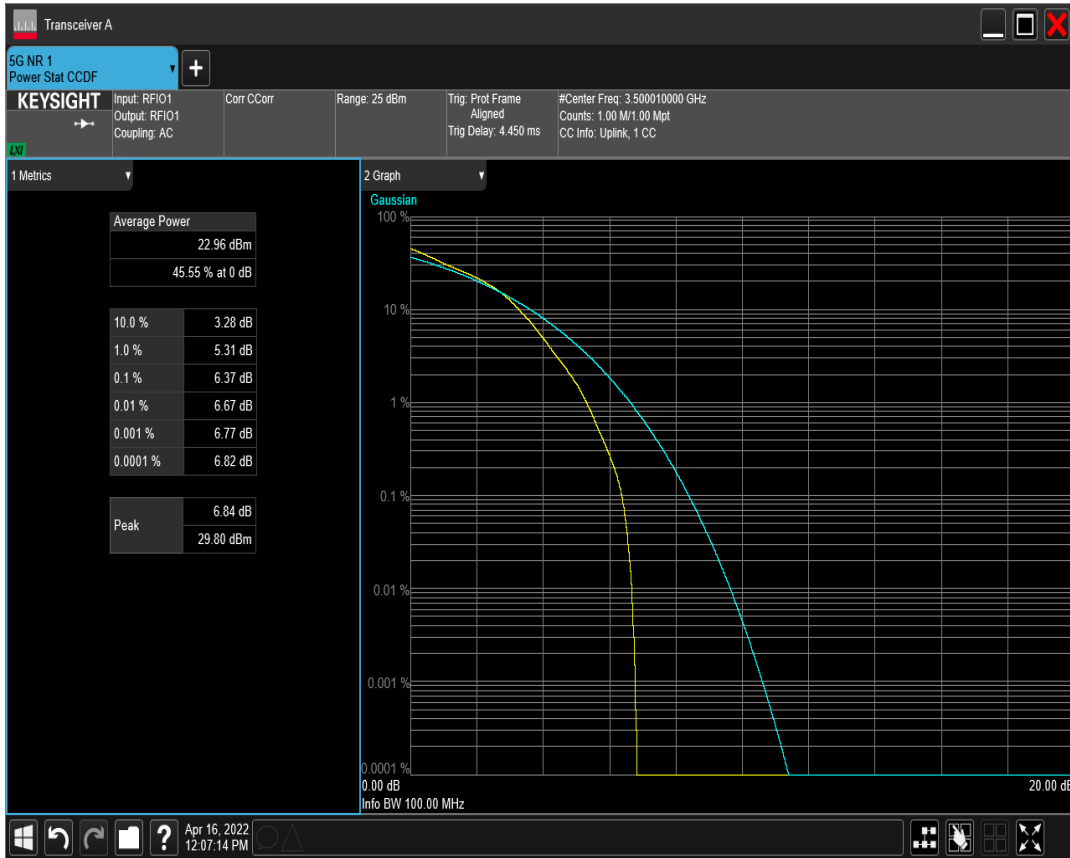 Transceiver A
5G NR 1
Power Stat CCDF
KEYSIGHT
LXI
Input: RFIO1
Output: RFIO1
Coupling: AC
Corr CCorr
Range: 25 dBm
Trig: Prot Frame
Aligned
Trig Delay: 4.450 ms
#Center Freq: 3.500010000 GHz
Counts: 1.00 M/1.00 Mpt
CC Info: Uplink, 1 CC
1 Metrics
Average Power
22.96 dBm
45.55 % at 0 dB
10.0 % 3.28 dB
1.0 % 5.31 dB
0.1 % 6.37 dB
0.01 % 6.67 dB
0.001 % 6.77 dB
0.0001 % 6.82 dB
Peak
6.84 dB
29.80 dBm
2 Graph
Gaussian
100 %
10 %
1 %
0.1 %
0.01 %
0.001 %
0.0001 %
0.00 dB 20.00 dB
Info BW 100.00 MHz
? Apr 16, 2022
12:07:14 PM